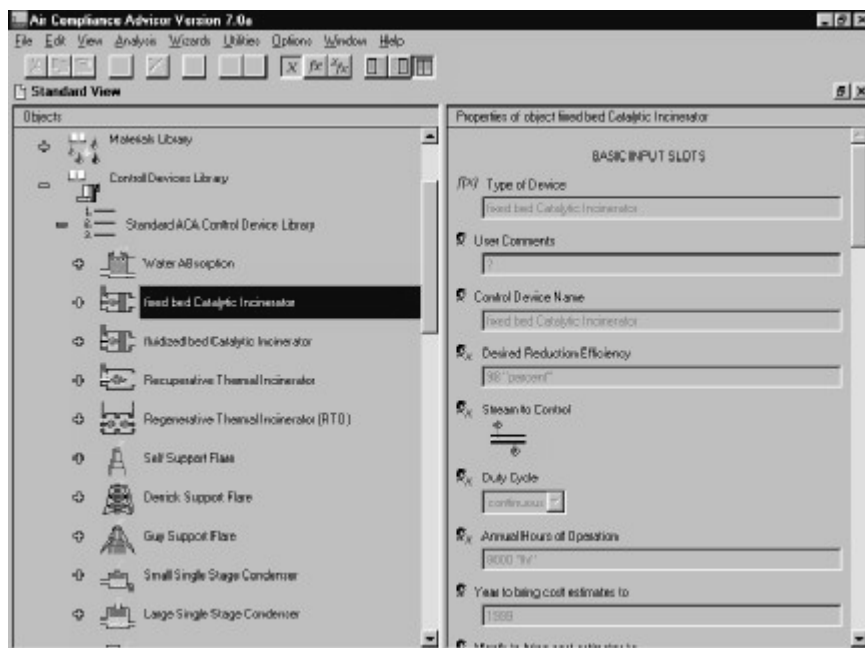 Air Compliance Advisor Version 7.0a
File Edit View Analysis Wizards Utilities Options Window Help
Standard View
Objects
Materials Library
Control Devices Library
Standard ACA Control Device Library
Water ABsorption
fixed bed Catalytic Incinerator
fluidized bed Catalytic Incinerator
Recuperative Thermal Incinerator
Regenerative Thermal Incinerator (RTO)
Self Support Flare
Derrick Support Flare
Guy Support Flare
Small Single Stage Condenser
Large Single Stage Condenser
Properties of object fixed bed Catalytic Incinerator
BASIC INPUT SLOTS
Type of Device
fixed bed Catalytic Incinerator
User Comments
?
Control Device Name
fixed bed Catalytic Incinerator
Desired Reduction Efficiency
98 "percent"
Stream to Control
Duty Cycle
continuous
Annual Hours of Operation
8000 "hr"
Year to bring cost estimates to